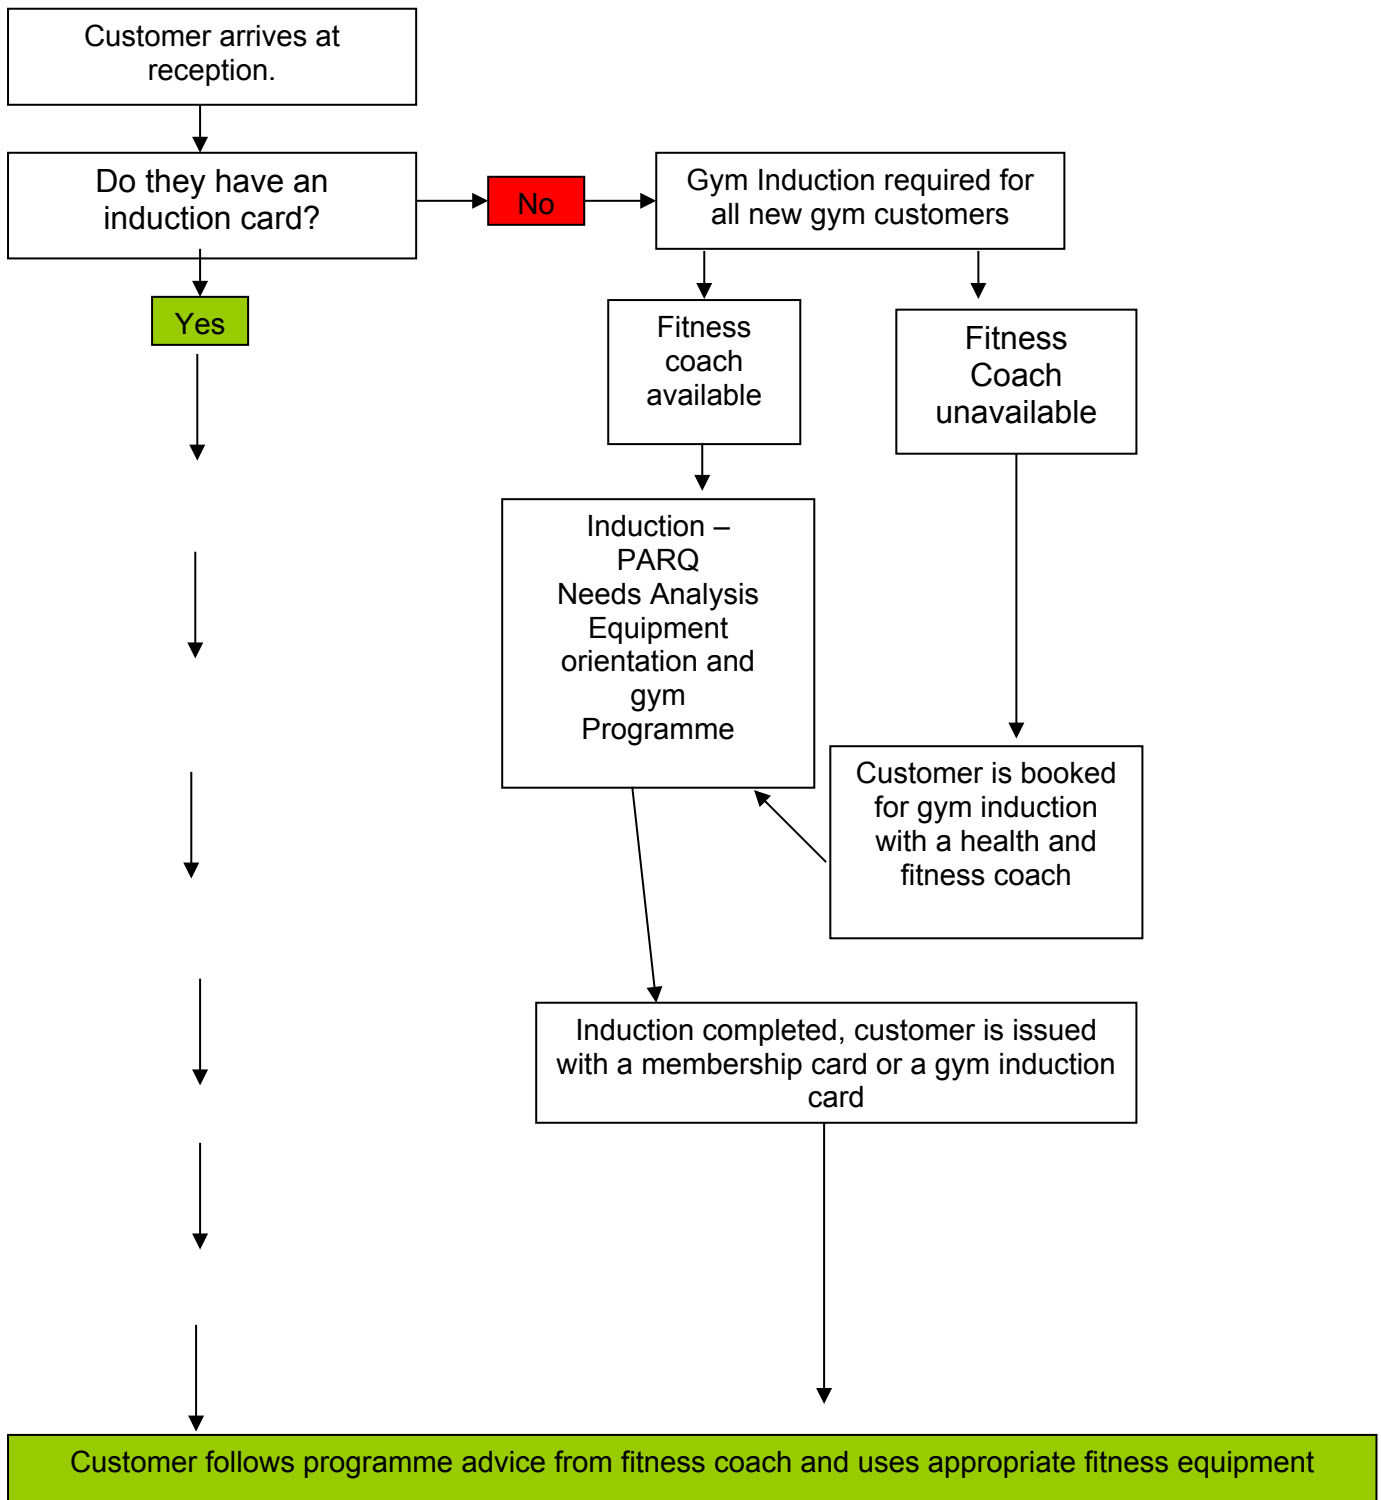 Customer arrives at
reception.
Do they have an
induction card?
No
Gym Induction required for
all new gym customers
Yes
Fitness
coach
available
Fitness
Coach
unavailable
Induction –
PARQ
Needs Analysis
Equipment
orientation and
gym
Programme
Customer is booked
for gym induction
with a health and
fitness coach
Induction completed, customer is issued
with a membership card or a gym induction
card
Customer follows programme advice from fitness coach and uses appropriate fitness equipment